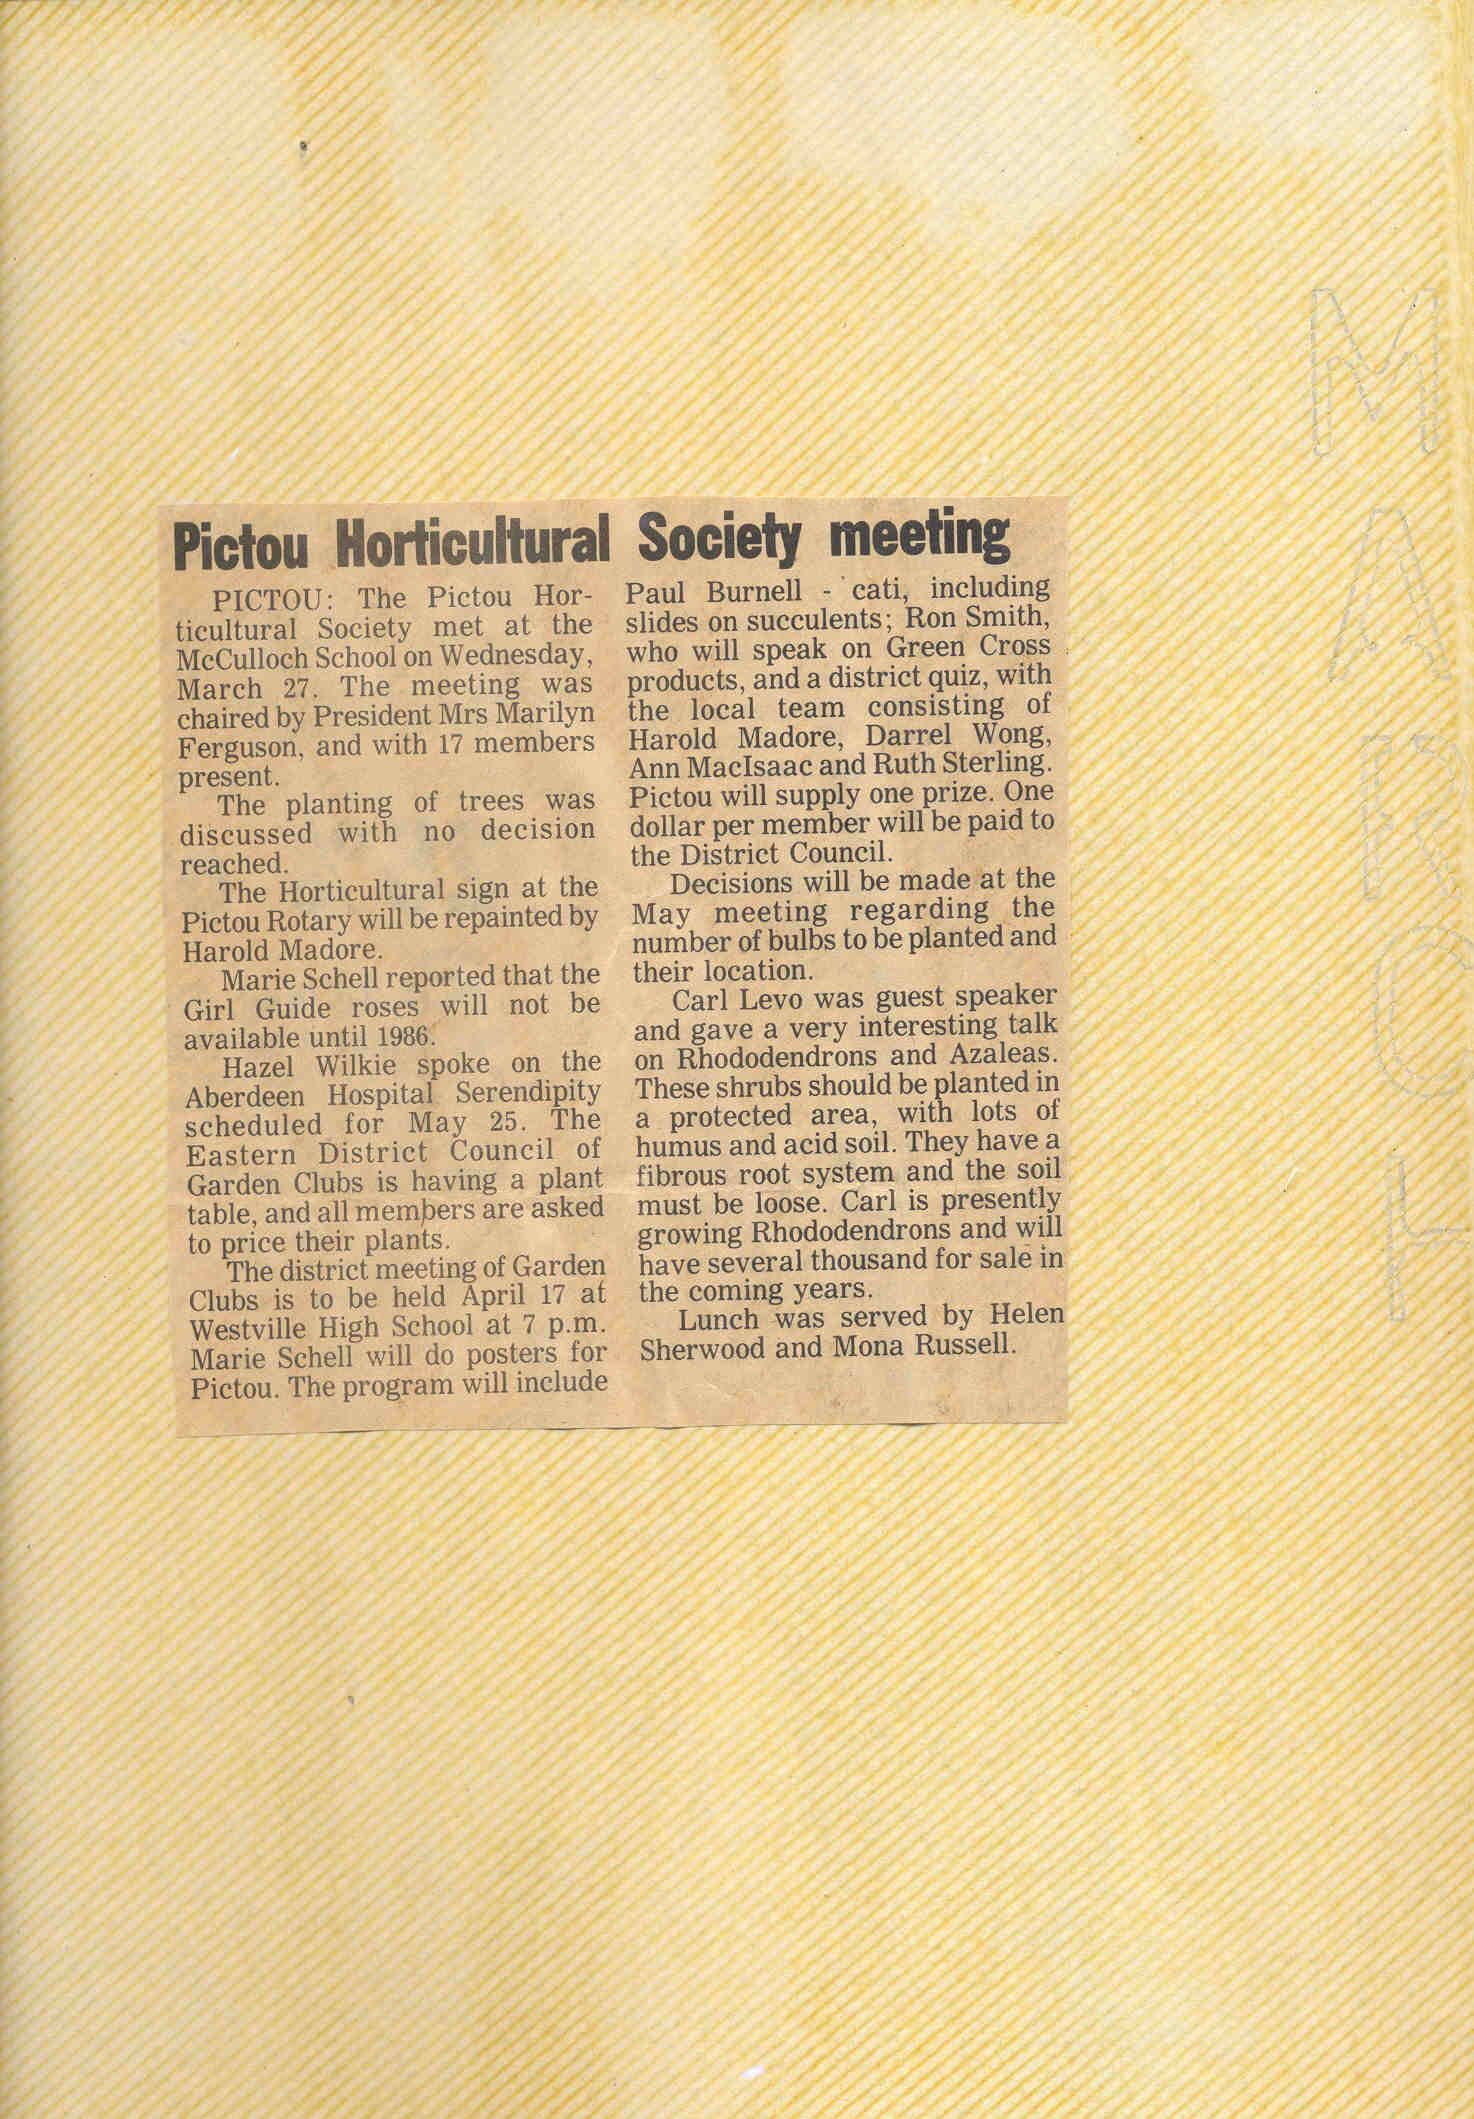 Pictou Horticultural Society meeting
PICTOU: The Pictou Hor-
ticultural Society met at the
McCulloch School on Wednesday,
March 27. The meeting was
chaired by President Mrs Marilyn
Ferguson, and with 17 members
present.
The planting of trees was
discussed with no decision
reached.
The Horticultural sign at the
Pictou Rotary will be repainted by
Harold Madore.
Marie Schell reported that the
Girl Guide roses will not be
available until 1986.
Hazel Wilkie spoke on the
Aberdeen Hospital Serendipity
scheduled for May 25. The
Eastern District Council of
Garden Clubs is having a plant
table, and all members are asked
to price their plants.
The district meeting of Garden
Clubs is to be held April 17 at
Westville High School at 7 p.m.
Marie Schell will do posters for
Pictou. The program will include
Paul Burnell - cati, including
slides on succulents; Ron Smith,
who will speak on Green Cross
products, and a district quiz, with
the local team consisting of
Harold Madore, Darrel Wong,
Ann MacIsaac and Ruth Sterling.
Pictou will supply one prize. One
dollar per member will be paid to
the District Council.
Decisions will be made at the
May meeting regarding the
number of bulbs to be planted and
their location.
Carl Levo was guest speaker
and gave a very interesting talk
on Rhododendrons and Azaleas.
These shrubs should be planted in
a protected area, with lots of
humus and acid soil. They have a
fibrous root system and the soil
must be loose. Carl is presently
growing Rhododendrons and will
have several thousand for sale in
the coming years.
Lunch was served by Helen
Sherwood and Mona Russell.